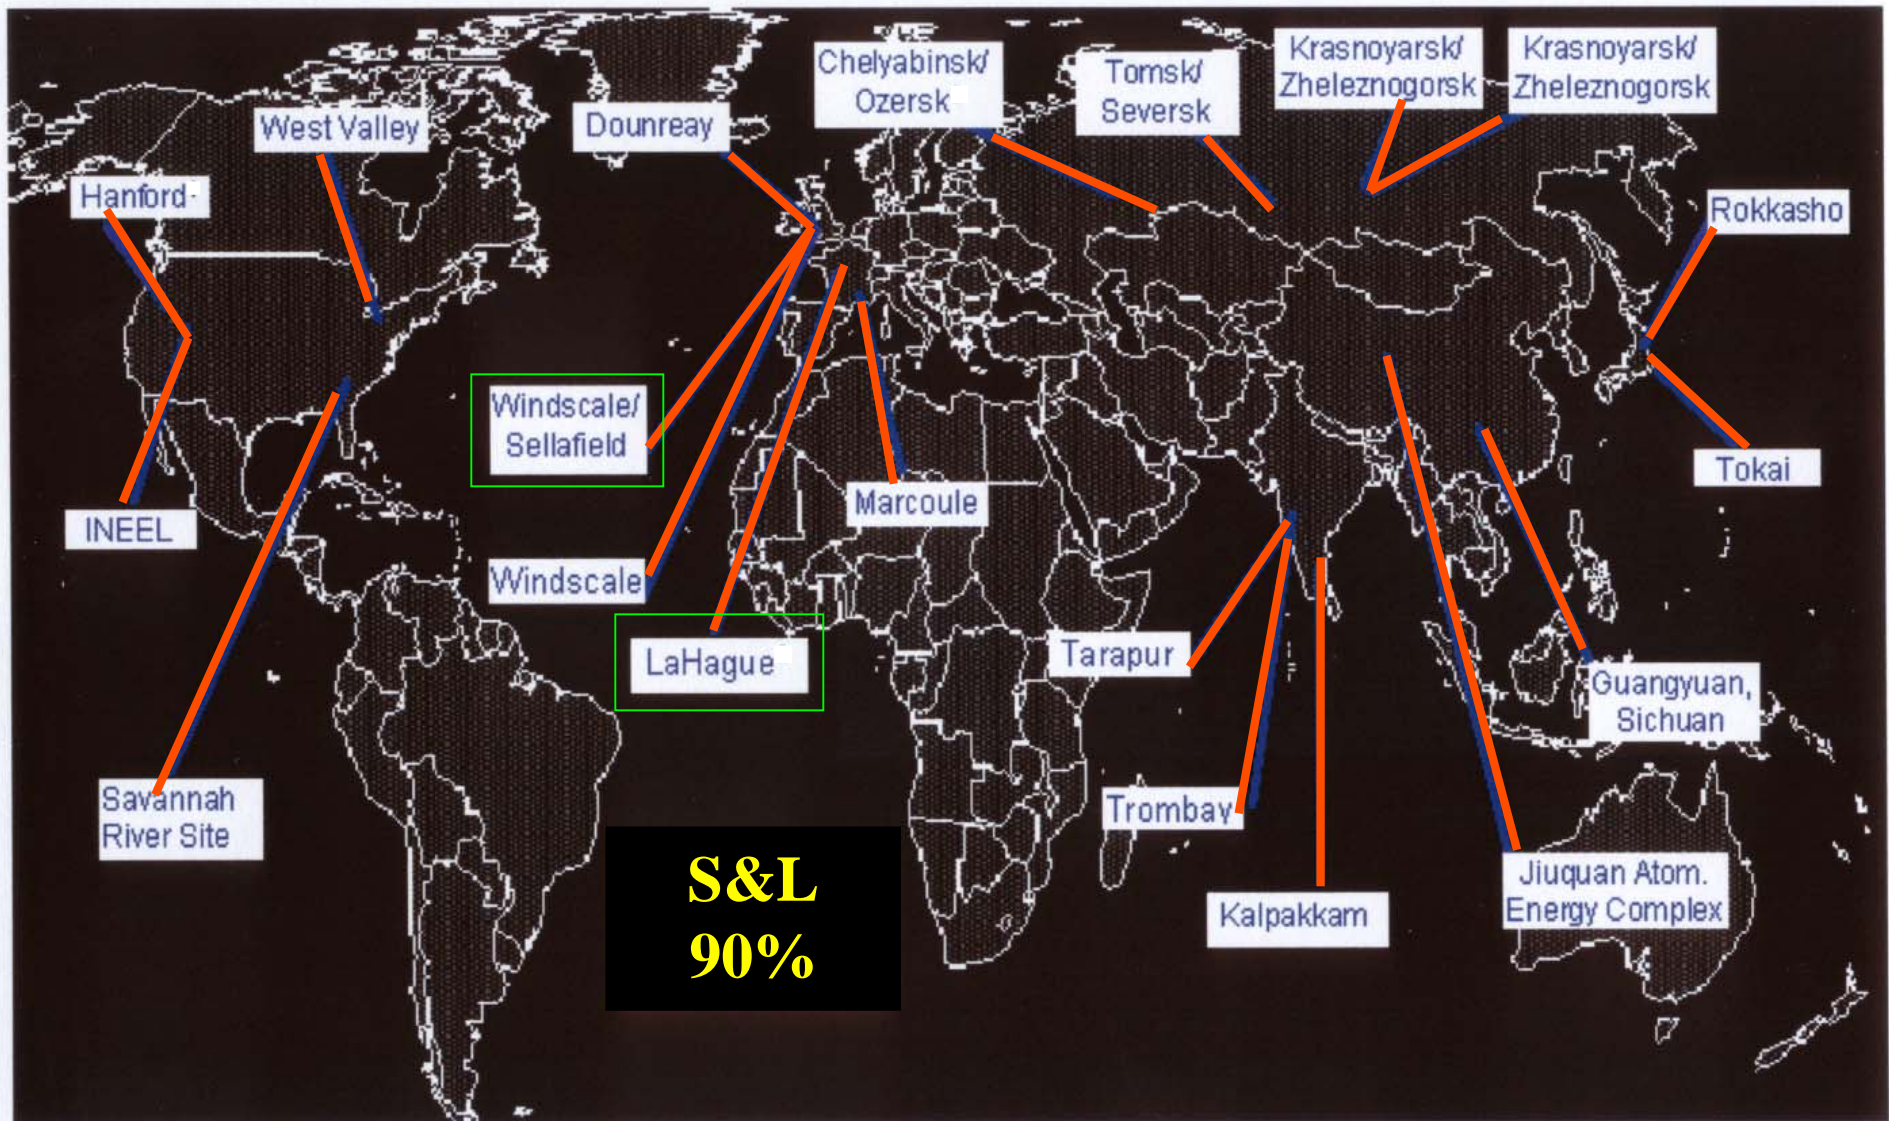 Krasnoyarsk/
Zheleznogorsk
Krasnoyarsk/
Zheleznogorsk
Chelyabinsk/
Ozersk
Tomsk/
Seversk
West Valley
Dounreay
Hanford
Rokkasho
Windscale/
Sellafield
Tokai
Marcoule
INEEL
Windscale
LaHague
Tarapur
Guangyuan,
Sichuan
Savannah
River Site
Trombay
S&L
90%
Jiuquan Atom.
Energy Complex
Kalpakkam